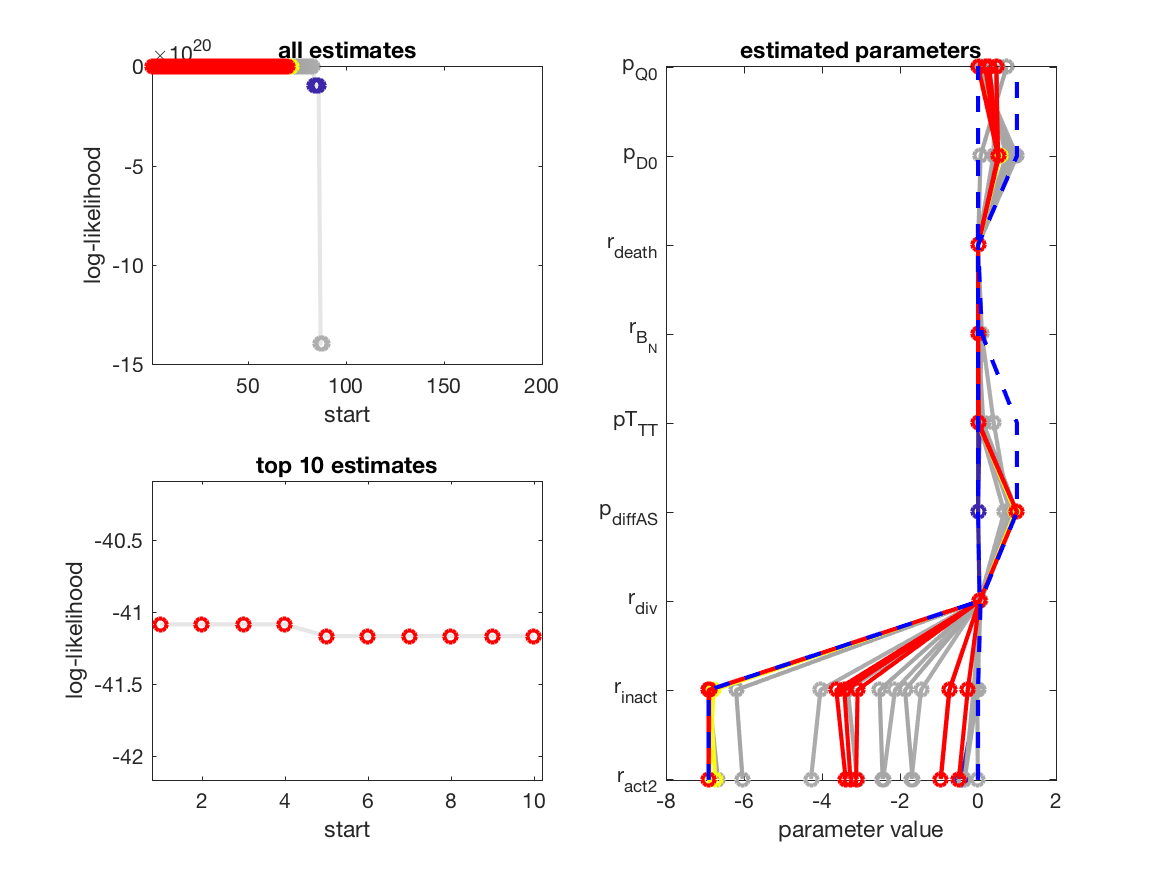 all estimates
×10^20
0
-5
-10
-15
50 100 150 200
log-likelihood
start
top 10 estimates
-40.5
-41
-41.5
-42
2 4 6 8 10
log-likelihood
start
estimated parameters
p_Q0
p_D0
r_death
r_B_N
pT_TT
p_diffAS
r_div
r_inact
r_act2
-8 -6 -4 -2 0 2
parameter value